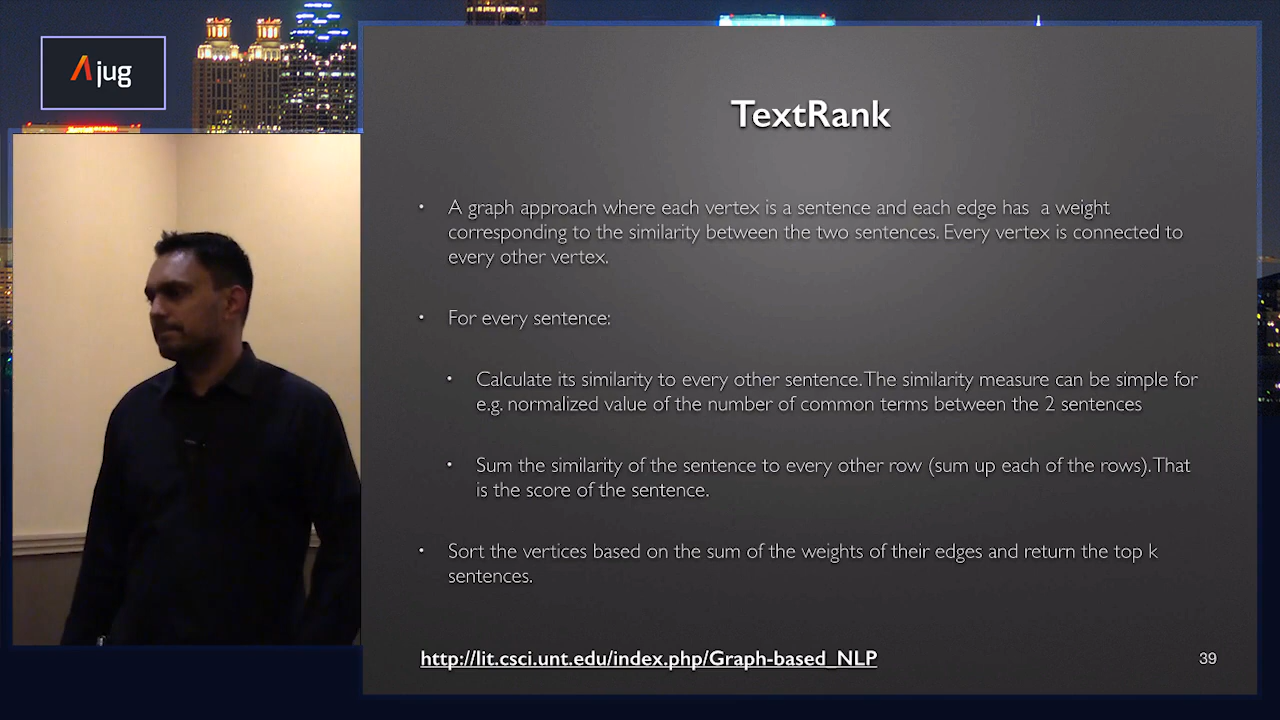 jug
TextRank
• A graph approach where each vertex is a sentence and each edge has a weight
corresponding to the similarity between the two sentences. Every vertex is connected to
every other vertex.
• For every sentence:
• Calculate its similarity to every other sentence. The similarity measure can be simple for
e.g. normalized value of the number of common terms between the 2 sentences
• Sum the similarity of the sentence to every other row (sum up each of the rows). That
is the score of the sentence.
• Sort the vertices based on the sum of the weights of their edges and return the top k
sentences.
http://lit.csci.unt.edu/index.php/Graph-based_NLP
39